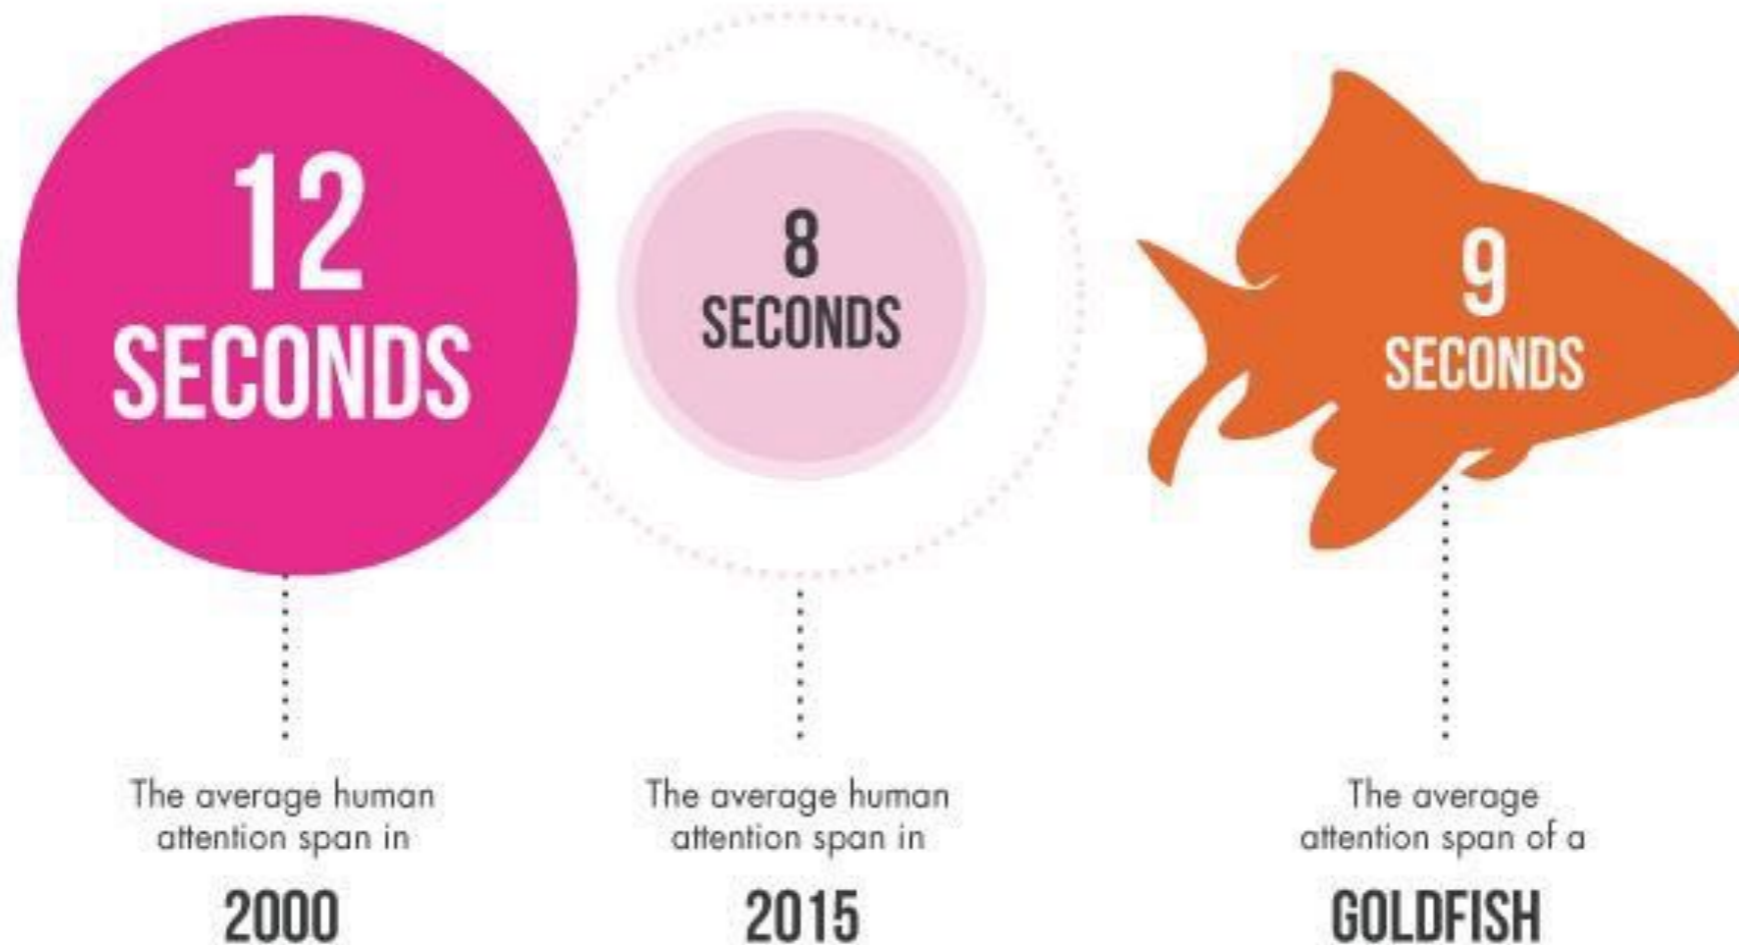 12
SECONDS
The average human
attention span in
2000
8
SECONDS
The average human
attention span in
2015
9
SECONDS
The average
attention span of a
GOLDFISH